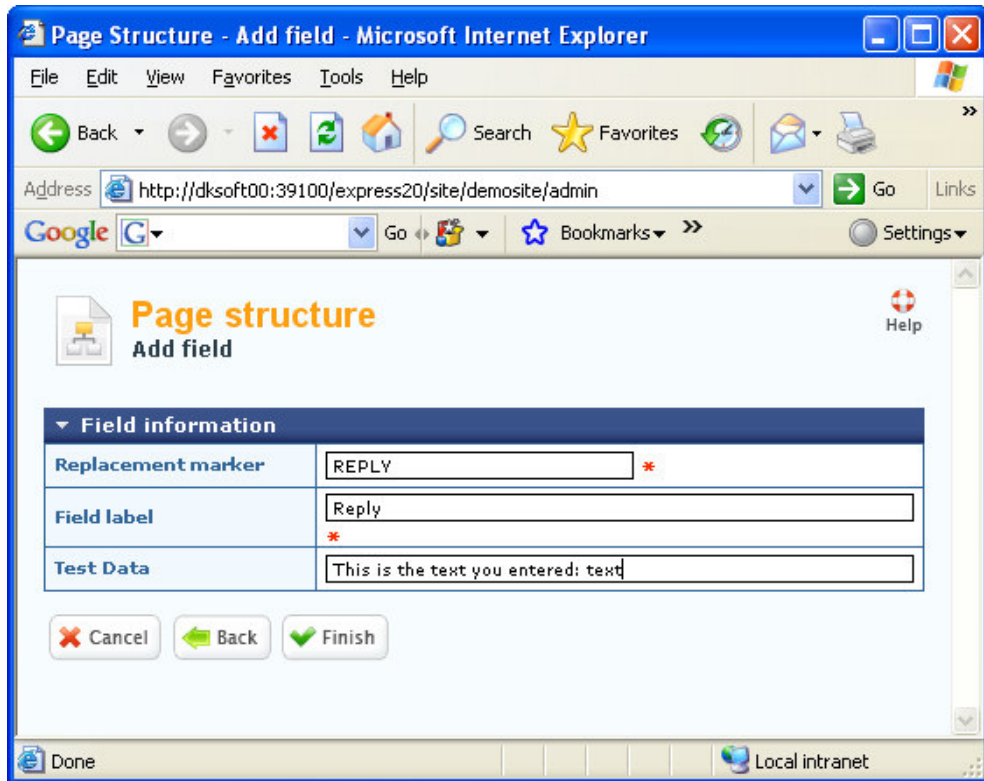 Page Structure - Add field - Microsoft Internet Explorer
File Edit View Favorites Tools Help
Back Search Favorites »
Address http://dksoft00:39100/express20/site/demosite/admin Go Links
Google G Go Bookmarks » Settings
Page structure
Add field
Help
Field information
Replacement marker REPLY *
Field label Reply
*
Test Data This is the text you entered: text
Cancel Back Finish
Done Local intranet